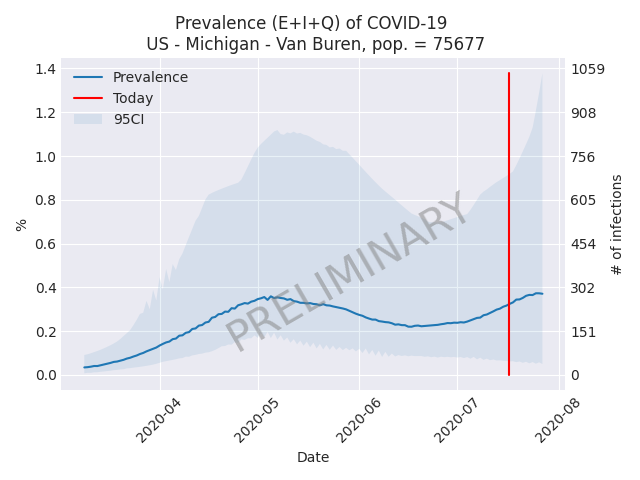 Prevalence (E+I+Q) of COVID-19
US - Michigan - Van Buren, pop. = 75677
Prevalence
Today
95CI
PRELIMINARY
%
1.4
1.2
1.0
0.8
0.6
0.4
0.2
0.0
1059
908
756
605
454
302
151
0
# of infections
2020-04
2020-05
2020-06
2020-07
2020-08
Date